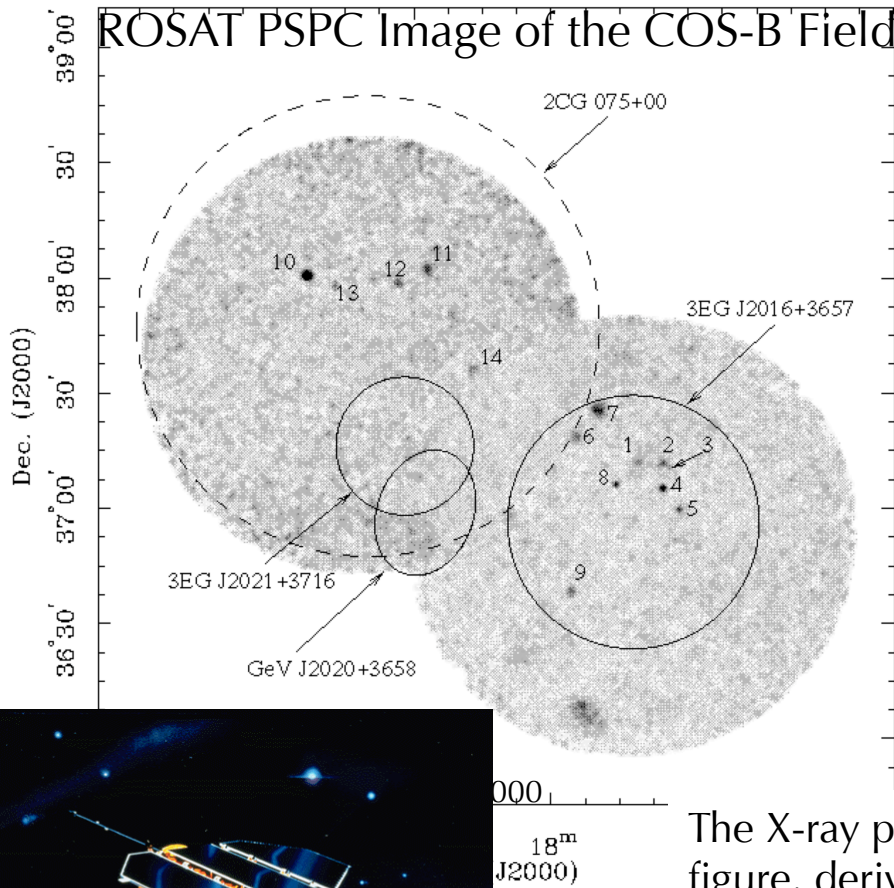 ROSAT PSPC Image of the COS-B Field
39°00'
2CG 075+00
30'
10
11
12
38°00'
13
3EG J2016+3657
14
Dec. (J2000)
30'
7
6
1
2
3
8
4
5
37°00'
9
3EG J2021+3716
36°30'
GeV J2020+3658
000
18ᵐ
J2000)
The X-ray p
figure, deriv